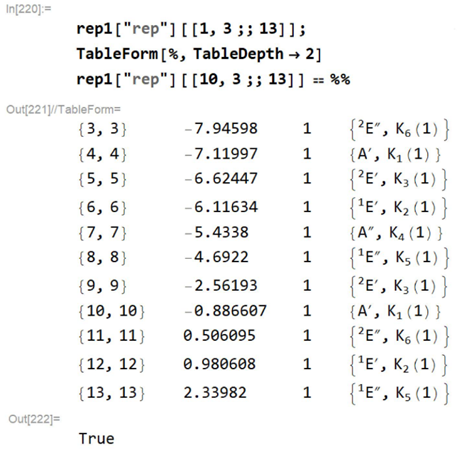 In[220]:=
rep1["rep"][[1, 3 ;; 13]];
TableForm[%, TableDepth → 2]
rep1["rep"][[10, 3 ;; 13]] == %%
Out[221]//TableForm=
{3, 3} -7.94598 1 {²E″, K₆(1)}
{4, 4} -7.11997 1 {A′, K₁(1)}
{5, 5} -6.62447 1 {²E′, K₃(1)}
{6, 6} -6.11634 1 {¹E′, K₂(1)}
{7, 7} -5.4338 1 {A″, K₄(1)}
{8, 8} -4.6922 1 {¹E″, K₅(1)}
{9, 9} -2.56193 1 {²E′, K₃(1)}
{10, 10} -0.886607 1 {A′, K₁(1)}
{11, 11} 0.506095 1 {²E″, K₆(1)}
{12, 12} 0.980608 1 {¹E′, K₂(1)}
{13, 13} 2.33982 1 {¹E″, K₅(1)}
Out[222]=
True